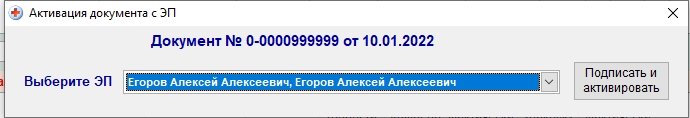 Активация документа с ЭП
Документ № 0-0000999999 от 10.01.2022
Выберите ЭП
Егоров Алексей Алексеевич, Егоров Алексей Алексеевич
Подписать и
активировать